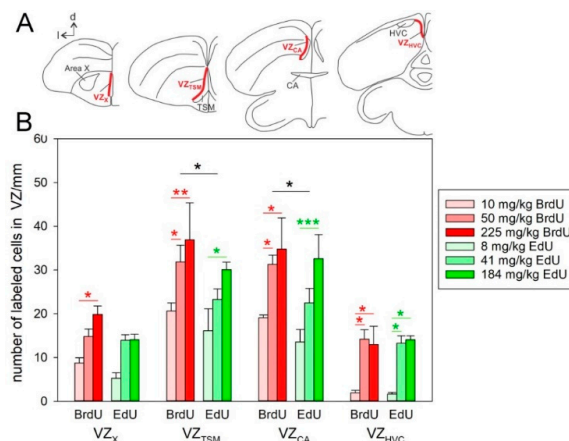 A
d
l
Area X
VZX
VZTSM
TSM
VZCA
CA
HVC
VZHVC
B
number of labeled cells in VZ/mm
60
50
40
30
20
10
0
*
*
**
*
*
*
*
*
***
*
*
*
*
10 mg/kg BrdU
50 mg/kg BrdU
225 mg/kg BrdU
8 mg/kg EdU
41 mg/kg EdU
184 mg/kg EdU
BrdU EdU BrdU EdU BrdU EdU BrdU EdU
VZX VZTSM VZCA VZHVC